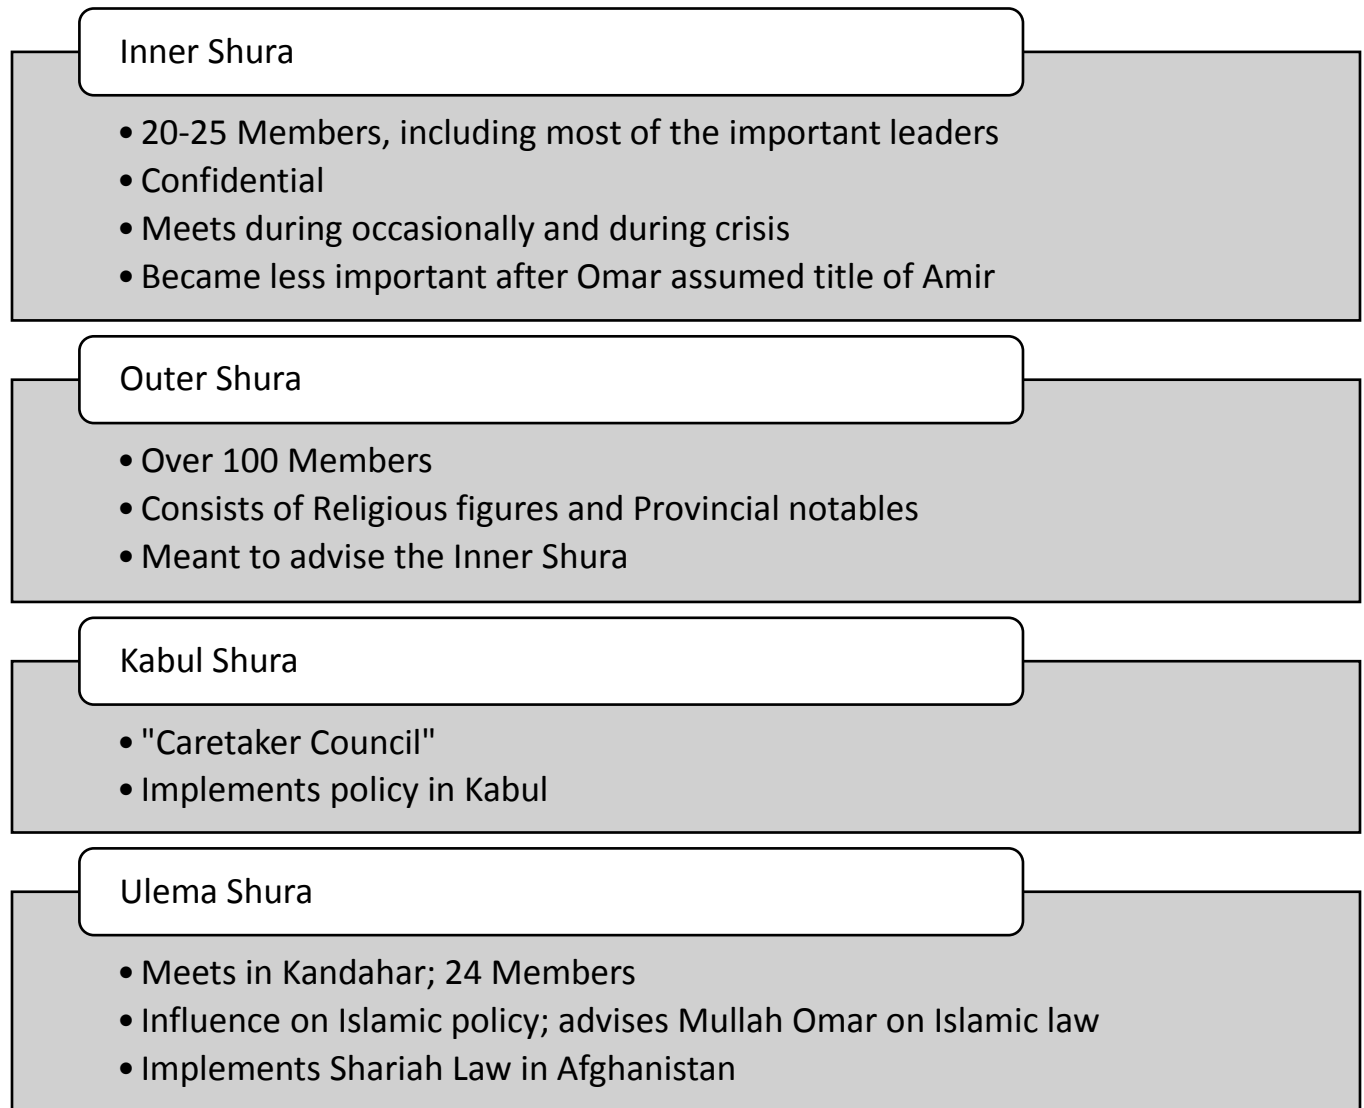 Inner Shura
• 20-25 Members, including most of the important leaders
• Confidential
• Meets during occasionally and during crisis
• Became less important after Omar assumed title of Amir
Outer Shura
• Over 100 Members
• Consists of Religious figures and Provincial notables
• Meant to advise the Inner Shura
Kabul Shura
• "Caretaker Council"
• Implements policy in Kabul
Ulema Shura
• Meets in Kandahar; 24 Members
• Influence on Islamic policy; advises Mullah Omar on Islamic law
• Implements Shariah Law in Afghanistan